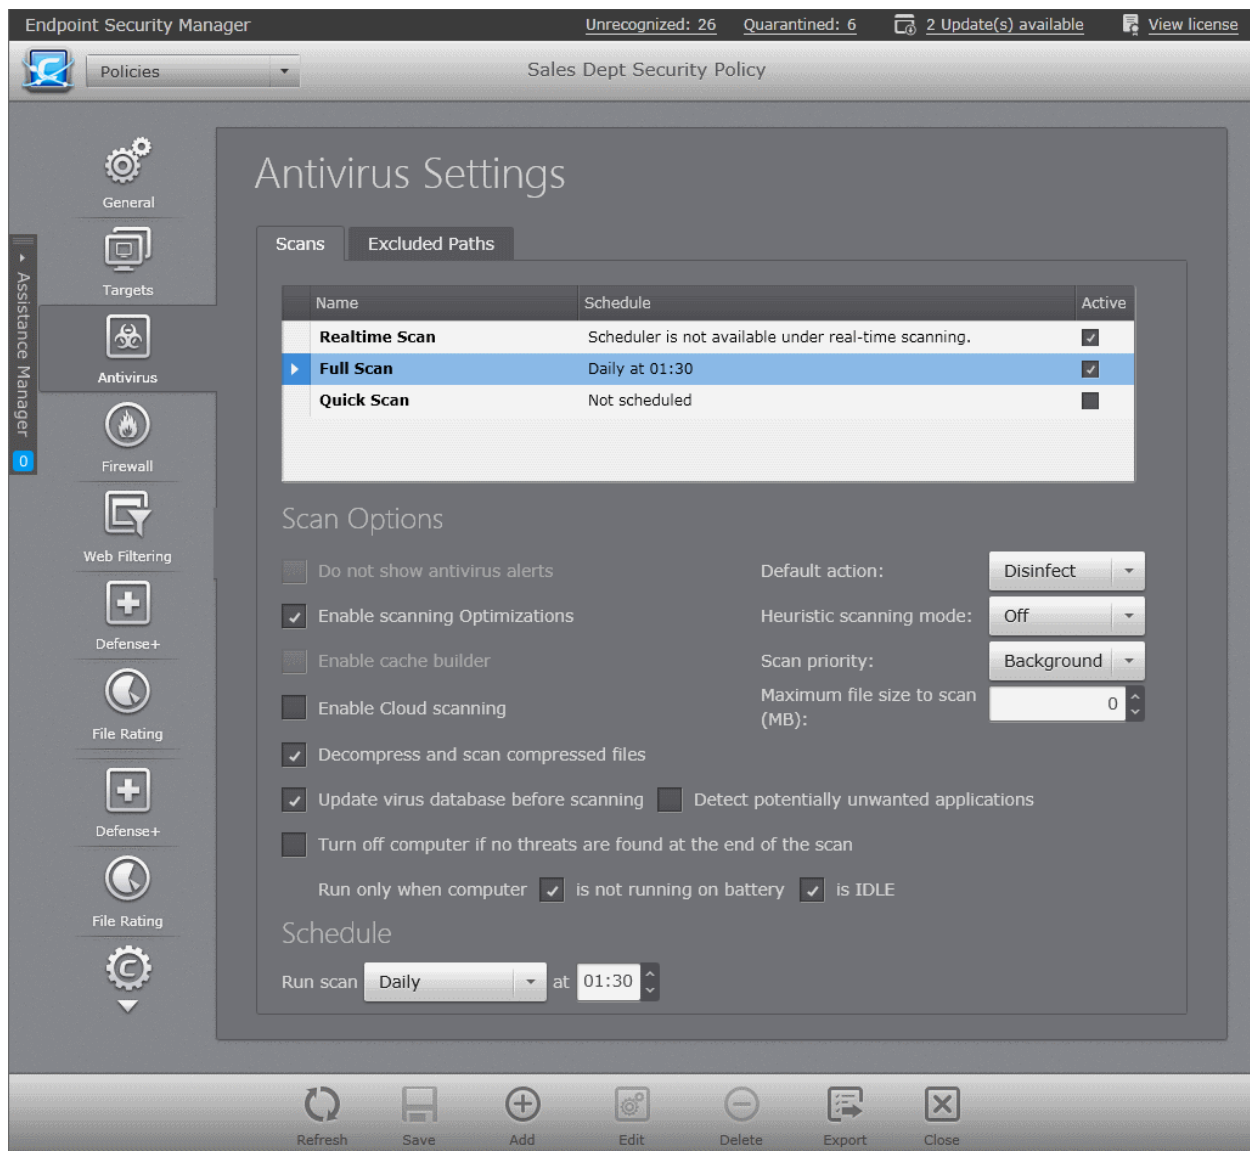 Endpoint Security Manager
Unrecognized: 26
Quarantined: 6
2 Update(s) available
View license
Policies
Sales Dept Security Policy
General
Targets
Antivirus
Firewall
Web Filtering
Defense+
File Rating
Defense+
File Rating
Assistance Manager
0
Antivirus Settings
Scans
Excluded Paths
Name Schedule Active
Realtime Scan Scheduler is not available under real-time scanning.
Full Scan Daily at 01:30
Quick Scan Not scheduled
Scan Options
Do not show antivirus alerts
Default action: Disinfect
Enable scanning Optimizations
Heuristic scanning mode: Off
Enable cache builder
Scan priority: Background
Enable Cloud scanning
Maximum file size to scan
(MB): 0
Decompress and scan compressed files
Update virus database before scanning Detect potentially unwanted applications
Turn off computer if no threats are found at the end of the scan
Run only when computer is not running on battery is IDLE
Schedule
Run scan Daily at 01:30
Refresh
Save
Add
Edit
Delete
Export
Close